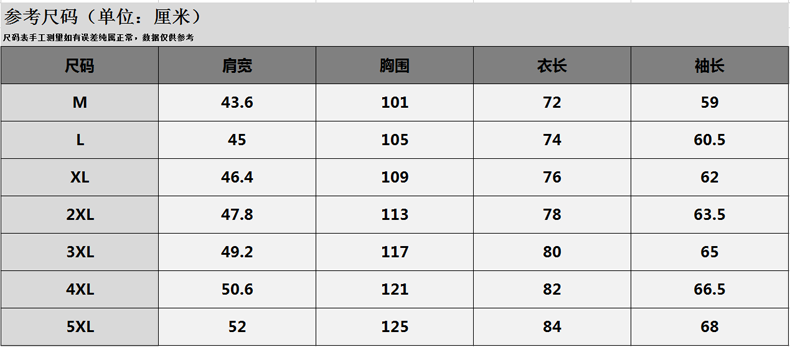 参考尺码（单位：厘米）
尺码表手工测量如有误差纯属正常，数据仅供参考
尺码 肩宽 胸围 衣长 袖长
M 43.6 101 72 59
L 45 105 74 60.5
XL 46.4 109 76 62
2XL 47.8 113 78 63.5
3XL 49.2 117 80 65
4XL 50.6 121 82 66.5
5XL 52 125 84 68